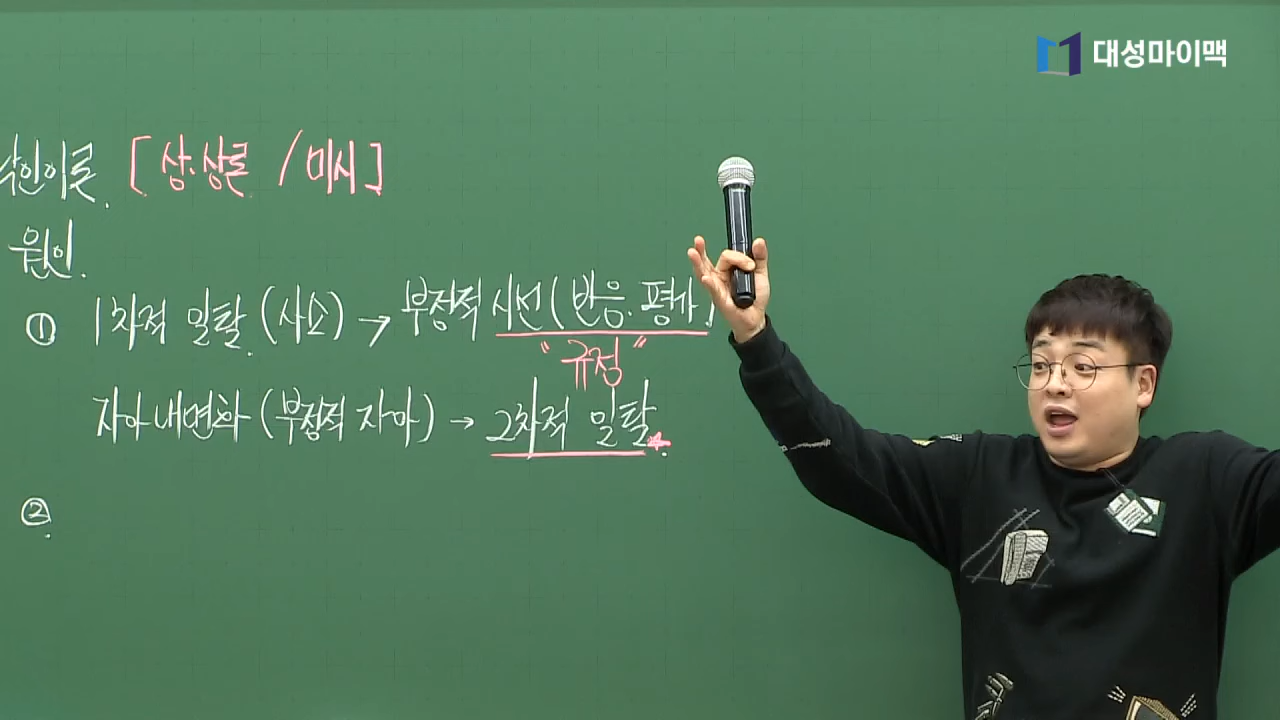 대성마이맥
낙인이론. [상.상론 / 미시]
원인.
① 1차적 일탈. (사소) → 부정적 시선(반응.평가)
"규정"
자아 내면화 (부정적 자아) → 2차적 일탈.
②.